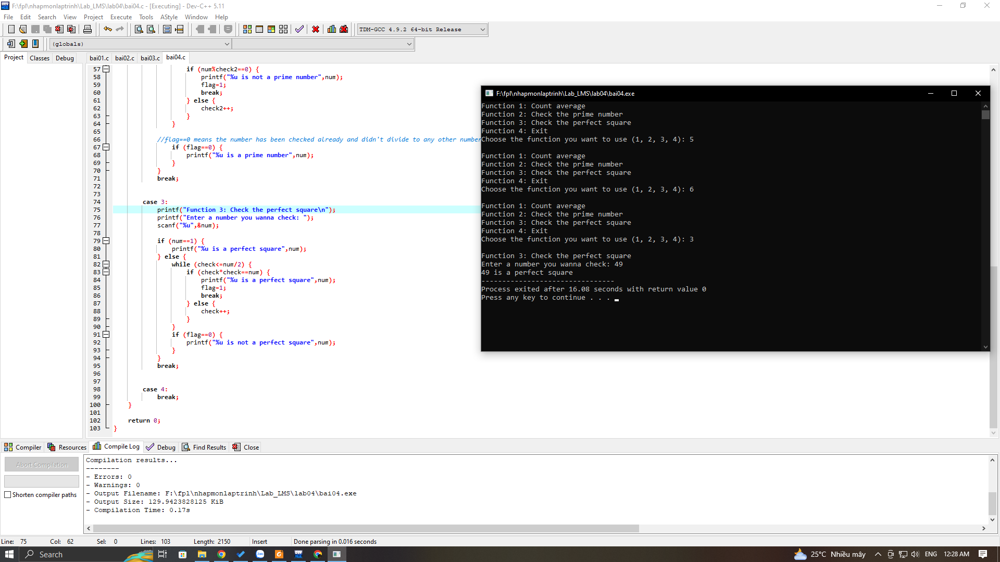 F:\fpl\nhapmonlaptrinh\Lab_LMS\lab04\bai04.c - [Executing] - Dev-C++ 5.11
File Edit Search View Project Execute Tools AStyle Window Help
TDM-GCC 4.9.2 64-bit Release
(globals)
Project Classes Debug
bai01.c bai02.c bai03.c bai04.c
57 if (num%check2==0) {
58 printf("%u is not a prime number",num);
59 flag=1;
60 break;
61 } else {
62 check2++;
63 }
64 }
65
66 //flag==0 means the number has been checked already and didn't divide to any other number
67 if (flag==0) {
68 printf("%u is a prime number",num);
69 }
70 }
71 break;
72
73
74 case 3:
75 printf("Function 3: Check the perfect square\n");
76 printf("Enter a number you wanna check: ");
77 scanf("%u",&num);
78
79 if (num==1) {
80 printf("%u is a perfect square",num);
81 } else {
82 while (check<=num/2) {
83 if (check*check==num) {
84 printf("%u is a perfect square",num);
85 flag=1;
86 break;
87 } else {
88 check++;
89 }
90 }
91 if (flag==0) {
92 printf("%u is not a perfect square",num);
93 }
94 }
95 break;
96
97
98 case 4:
99 break;
100 }
101
102 return 0;
103 }
F:\fpl\nhapmonlaptrinh\Lab_LMS\lab04\bai04.exe
Function 1: Count average
Function 2: Check the prime number
Function 3: Check the perfect square
Function 4: Exit
Choose the function you want to use (1, 2, 3, 4): 5
Function 1: Count average
Function 2: Check the prime number
Function 3: Check the perfect square
Function 4: Exit
Choose the function you want to use (1, 2, 3, 4): 6
Function 1: Count average
Function 2: Check the prime number
Function 3: Check the perfect square
Function 4: Exit
Choose the function you want to use (1, 2, 3, 4): 3
Function 3: Check the perfect square
Enter a number you wanna check: 49
49 is a perfect square
--------------------------------
Process exited after 16.08 seconds with return value 0
Press any key to continue . . .
Compiler Resources Compile Log Debug Find Results Close
Abort Compilation
Shorten compiler paths
Compilation results...
--------
- Errors: 0
- Warnings: 0
- Output Filename: F:\fpl\nhapmonlaptrinh\Lab_LMS\lab04\bai04.exe
- Output Size: 129.9423828125 KiB
- Compilation Time: 0.17s
Line: 75 Col: 62 Sel: 0 Lines: 103 Length: 2150 Insert Done parsing in 0.016 seconds
Search
Zalo
DEV
25°C Nhiều mây
ENG 12:28 AM